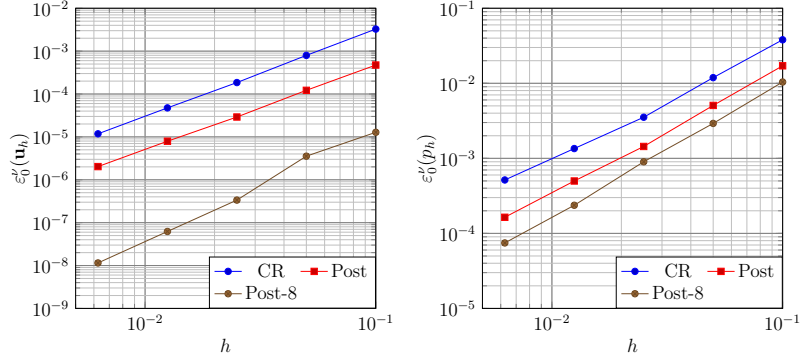 10^{-2}
10^{-3}
10^{-4}
10^{-5}
10^{-6}
10^{-7}
10^{-8}
10^{-9}
ε_0^ν(𝐮_h)
10^{-2}
10^{-1}
h
CR
Post
Post-8
10^{-1}
10^{-2}
10^{-3}
10^{-4}
10^{-5}
ε_0^ν(p_h)
10^{-2}
10^{-1}
h
CR
Post
Post-8